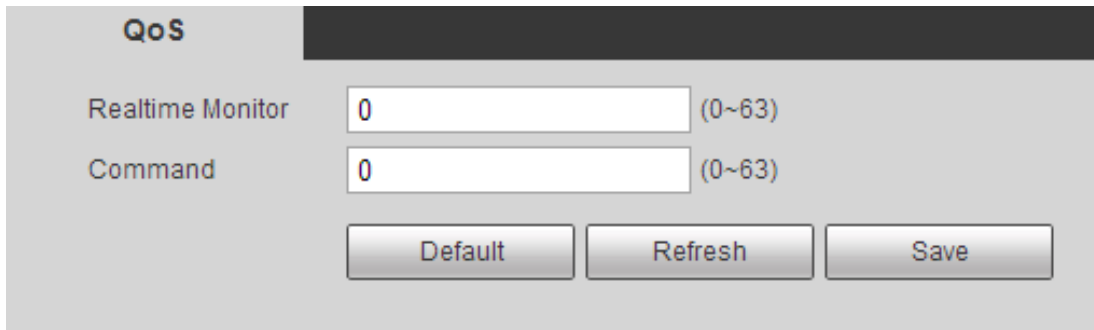 QoS
Realtime Monitor 0 (0~63)
Command 0 (0~63)
Default Refresh Save